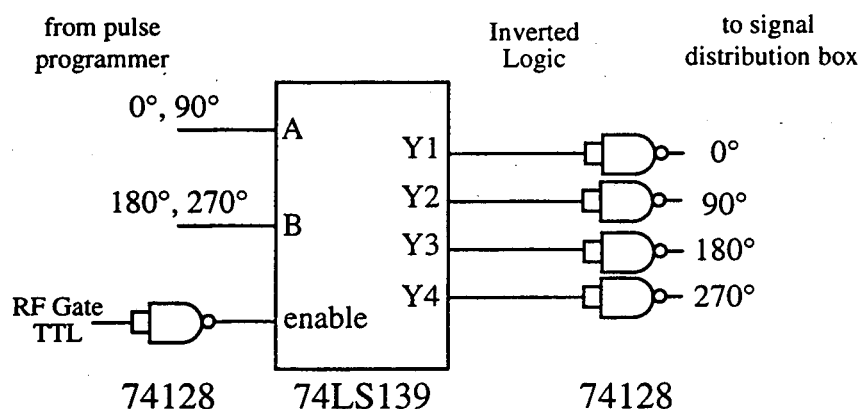 from pulse
programmer
Inverted
Logic
to signal
distribution box
0°, 90°
A
Y1
0°
180°, 270°
B
Y2
90°
Y3
180°
Y4
270°
RF Gate
TTL
enable
74128
74LS139
74128